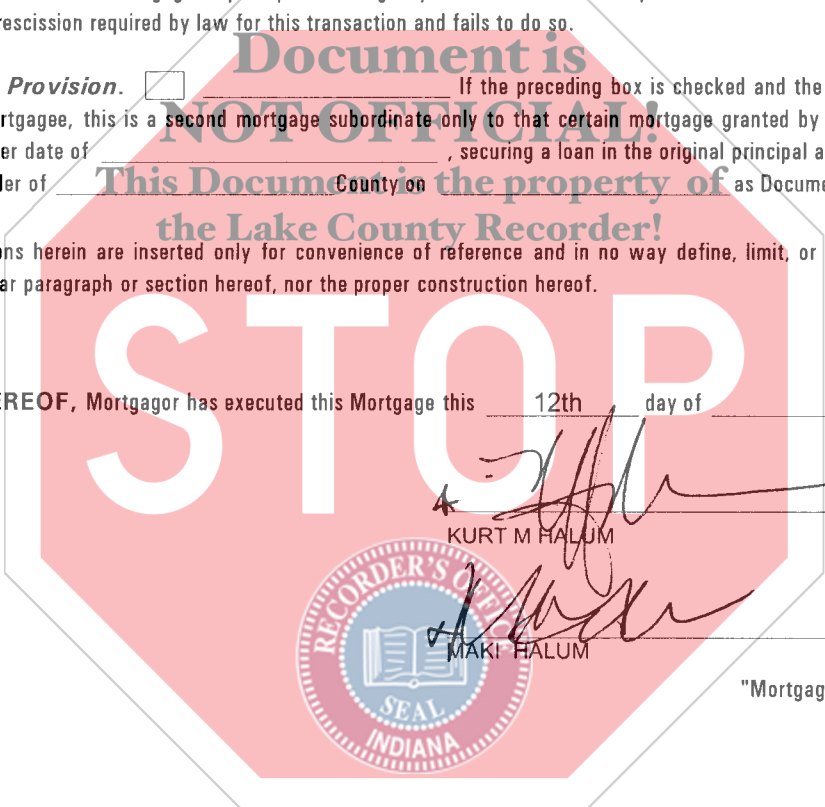 rescission required by law for this transaction and fails to do so.
Document is
Provision. If the preceding box is checked and the
NOT OFFICIAL!
rtgagee, this is a second mortgage subordinate only to that certain mortgage granted by
er date of , securing a loan in the original principal a
This Document is the property of
ler of County on as Docume
the Lake County Recorder!
ons herein are inserted only for convenience of reference and in no way define, limit, or
ar paragraph or section hereof, nor the proper construction hereof.
STOP
EREOF, Mortgagor has executed this Mortgage this 12th day of
KURT M HALUM
RECORDER'S OFFICE
MAKI HALUM
SEAL
INDIANA
"Mortgag